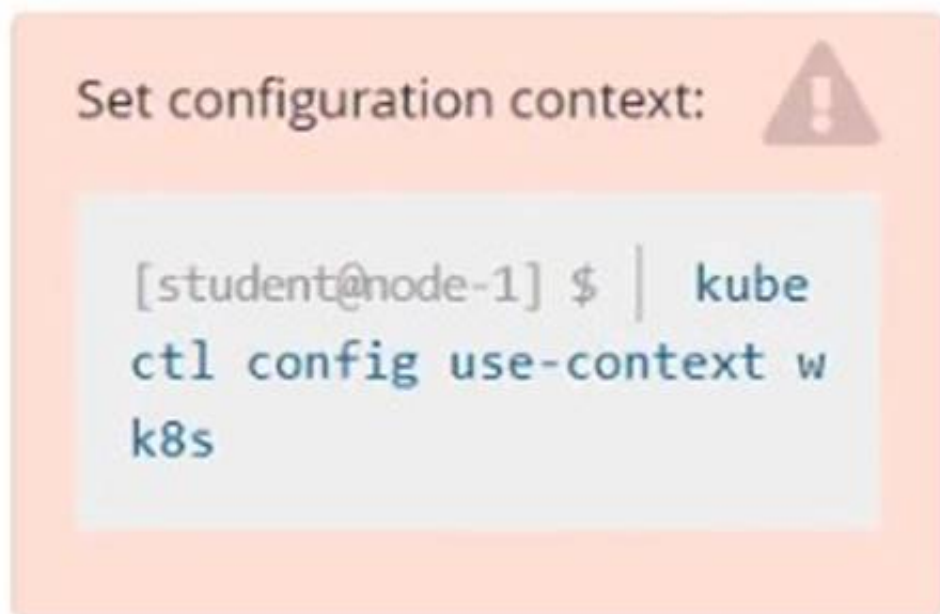 Set configuration context:
[student@node-1] $ | kube
ctl config use-context w
k8s